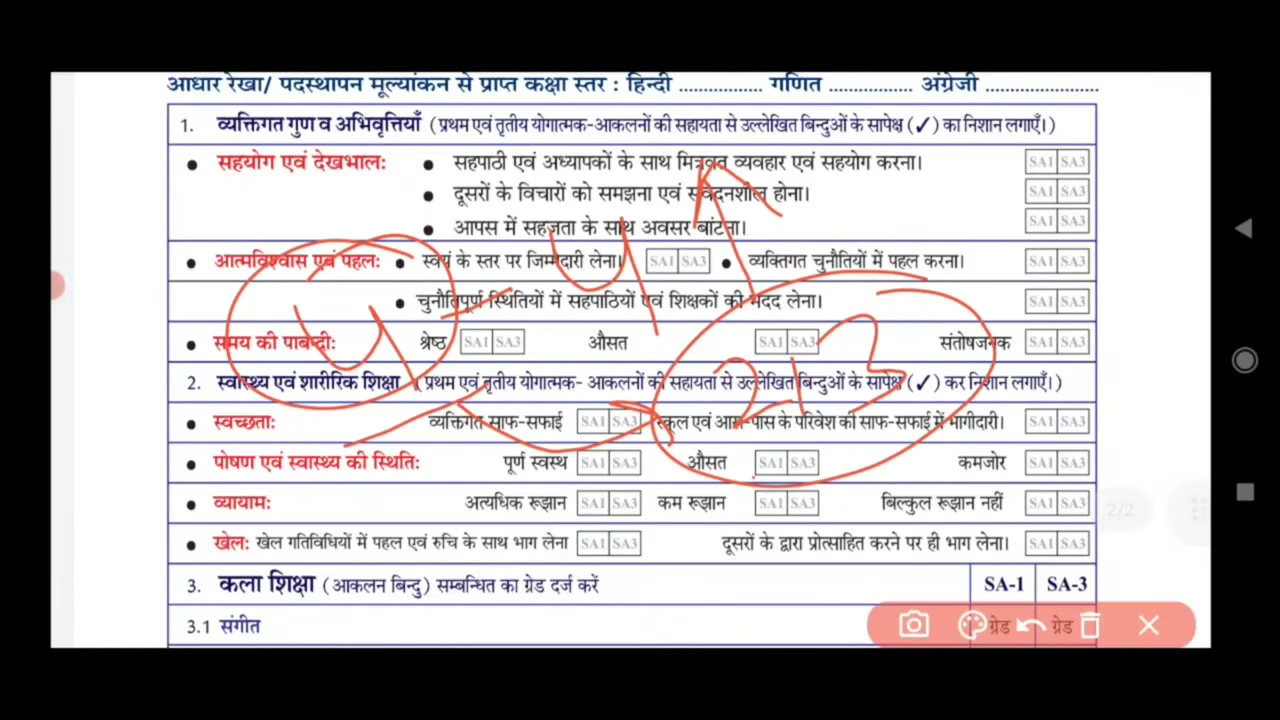 आधार रेखा/ पदस्थापन मूल्यांकन से प्राप्त कक्षा स्तर : हिन्दी ................. गणित ................. अंग्रेजी .......................
1. व्यक्तिगत गुण व अभिवृत्तियाँ (प्रथम एवं तृतीय योगात्मक-आकलनों की सहायता से उल्लेखित बिन्दुओं के सापेक्ष (✓) का निशान लगाएँ।)
• सहयोग एवं देखभाल: • सहपाठी एवं अध्यापकों के साथ मित्रवत व्यवहार एवं सहयोग करना। SA1 SA3
• दूसरों के विचारों को समझना एवं संवेदनशील होना। SA1 SA3
• आपस में सहजता के साथ अवसर बांटना। SA1 SA3
• आत्मविश्वास एवं पहल: • स्वयं के स्तर पर जिम्मेदारी लेना। SA1 SA3 • व्यक्तिगत चुनौतियों में पहल करना। SA1 SA3
• चुनौतिपूर्ण स्थितियों में सहपाठियों एवं शिक्षकों की मदद लेना। SA1 SA3
• समय की पाबन्दी: श्रेष्ठ SA1 SA3 औसत SA1 SA3 संतोषजनक SA1 SA3
2. स्वास्थ्य एवं शारीरिक शिक्षा ( प्रथम एवं तृतीय योगात्मक- आकलनों की सहायता से उल्लेखित बिन्दुओं के सापेक्ष (✓) कर निशान लगाएँ।)
• स्वच्छता: व्यक्तिगत साफ-सफाई SA1 SA3 स्कूल एवं आस-पास के परिवेश की साफ-सफाई में भागीदारी। SA1 SA3
• पोषण एवं स्वास्थ्य की स्थिति: पूर्ण स्वस्थ SA1 SA3 औसत SA1 SA3 कमजोर SA1 SA3
• व्यायाम: अत्यधिक रूझान SA1 SA3 कम रूझान SA1 SA3 बिल्कुल रूझान नहीं SA1 SA3
• खेल: खेल गतिविधियों में पहल एवं रुचि के साथ भाग लेना SA1 SA3 दूसरों के द्वारा प्रोत्साहित करने पर ही भाग लेना। SA1 SA3
3. कला शिक्षा (आकलन बिन्दु) सम्बन्धित का ग्रेड दर्ज करें SA-1 SA-3
3.1 संगीत ग्रेड ग्रेड
५ ५ 2 3
2/2